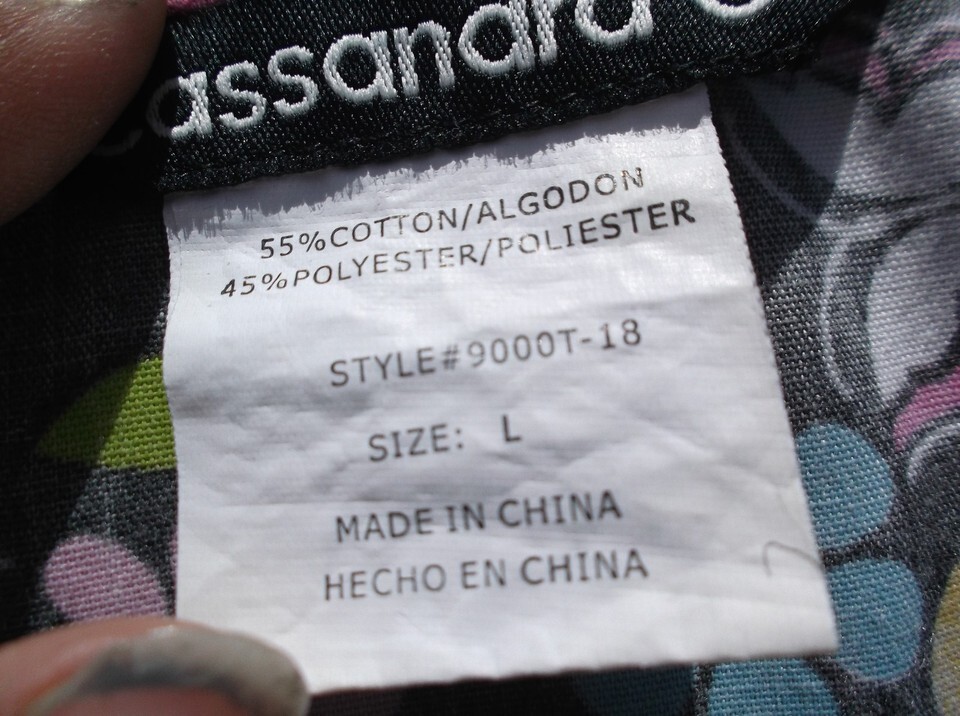 assandra
55%COTTON/ALGODON
45%POLYESTER/POLIESTER
STYLE#9000T-18
SIZE: L
MADE IN CHINA
HECHO EN CHINA